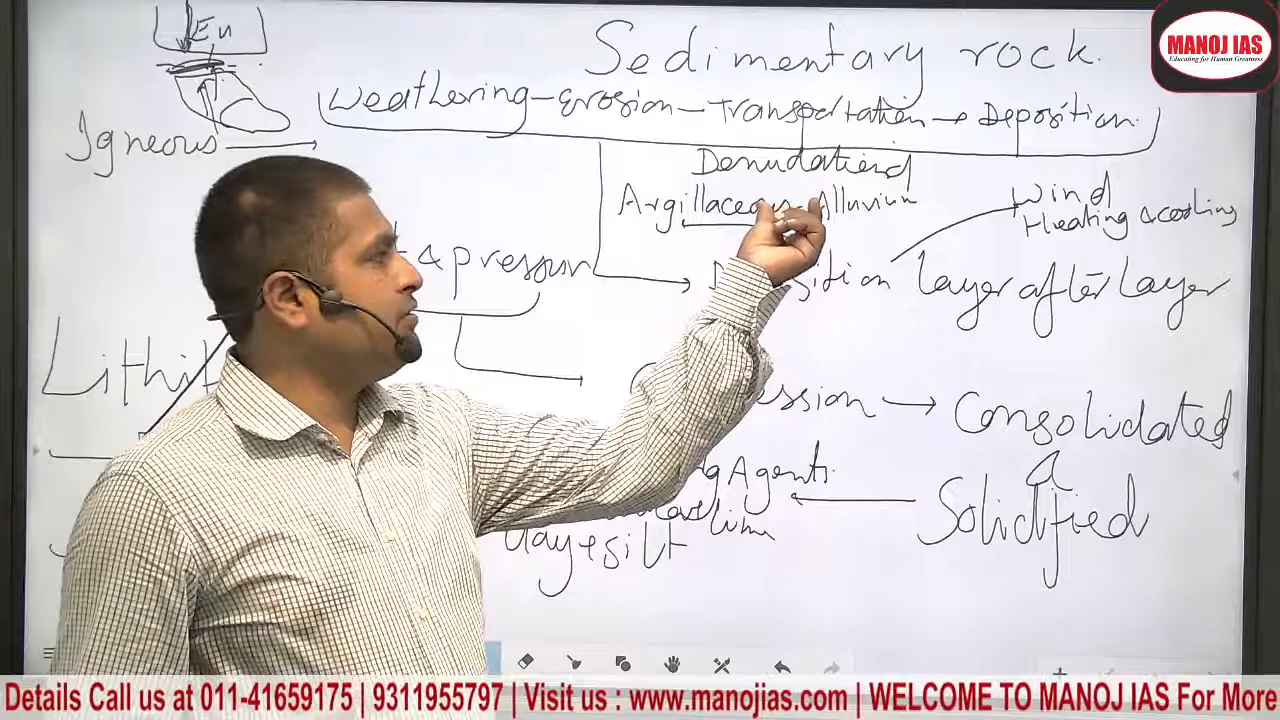 En
Sedimentary rock.
MANOJ IAS
Educating for Human Greatness
Weathering - Erosion - Transportation → Deposition
Igneous
Denudational
Argillaceous - Alluvium
Wind
Heating & cooling
& pressure
layer after layer
→ Consolidated
&
Solidified
Agents
silt
Details Call us at 011-41659175 | 9311955797 | Visit us : www.manojias.com | WELCOME TO MANOJ IAS For More